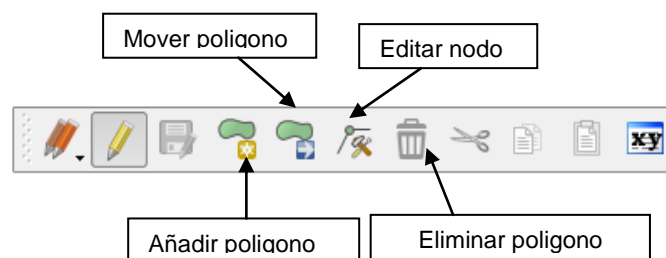 Mover poligono
Editar nodo
xy
Añadir poligono
Eliminar poligono